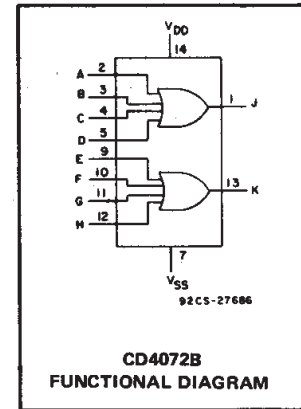 VDD
14
A 2
B 3
C 4
D 5
E 9
F 10
G 11
H 12
1 J
13 K
7
VSS
92CS-27686
CD4072B
FUNCTIONAL DIAGRAM